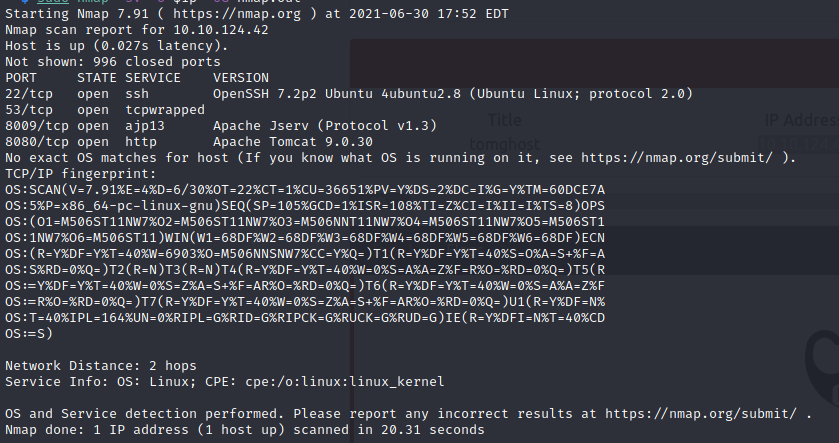 sudo nmap
nmap.out
Starting Nmap 7.91 ( https://nmap.org ) at 2021-06-30 17:52 EDT
Nmap scan report for 10.10.124.42
Host is up (0.027s latency).
Not shown: 996 closed ports
PORT     STATE SERVICE    VERSION
22/tcp   open  ssh        OpenSSH 7.2p2 Ubuntu 4ubuntu2.8 (Ubuntu Linux; protocol 2.0)
53/tcp   open  tcpwrapped
8009/tcp open  ajp13      Apache Jserv (Protocol v1.3)
8080/tcp open  http       Apache Tomcat 9.0.30
No exact OS matches for host (If you know what OS is running on it, see https://nmap.org/submit/ ).
TCP/IP fingerprint:
OS:SCAN(V=7.91%E=4%D=6/30%OT=22%CT=1%CU=36651%PV=Y%DS=2%DC=I%G=Y%TM=60DCE7A
OS:5%P=x86_64-pc-linux-gnu)SEQ(SP=105%GCD=1%ISR=108%TI=Z%CI=I%II=I%TS=8)OPS
OS:(O1=M506ST11NW7%O2=M506ST11NW7%O3=M506NNT11NW7%O4=M506ST11NW7%O5=M506ST1
OS:1NW7%O6=M506ST11)WIN(W1=68DF%W2=68DF%W3=68DF%W4=68DF%W5=68DF%W6=68DF)ECN
OS:(R=Y%DF=Y%T=40%W=6903%O=M506NNSNW7%CC=Y%Q=)T1(R=Y%DF=Y%T=40%S=O%A=S+%F=A
OS:S%RD=0%Q=)T2(R=N)T3(R=N)T4(R=Y%DF=Y%T=40%W=0%S=A%A=Z%F=R%O=%RD=0%Q=)T5(R
OS:=Y%DF=Y%T=40%W=0%S=Z%A=S+%F=AR%O=%RD=0%Q=)T6(R=Y%DF=Y%T=40%W=0%S=A%A=Z%F
OS:=R%O=%RD=0%Q=)T7(R=Y%DF=Y%T=40%W=0%S=Z%A=S+%F=AR%O=%RD=0%Q=)U1(R=Y%DF=N%
OS:T=40%IPL=164%UN=0%RIPL=G%RID=G%RIPCK=G%RUCK=G%RUD=G)IE(R=Y%DFI=N%T=40%CD
OS:=S)
Network Distance: 2 hops
Service Info: OS: Linux; CPE: cpe:/o:linux:linux_kernel
OS and Service detection performed. Please report any incorrect results at https://nmap.org/submit/ .
Nmap done: 1 IP address (1 host up) scanned in 20.31 seconds
Title
IP Address
tomghost